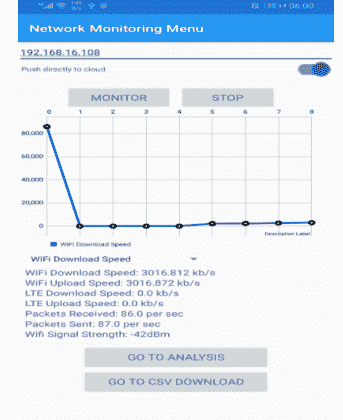 06:00
Network Monitoring Menu
192.168.16.108
Push directly to cloud
MONITOR STOP
0 1 2 3 4 5 6 7 8
80,000
60,000
40,000
20,000
0
Description Label
WiFi Download Speed
WiFi Download Speed
WiFi Download Speed: 3016.812 kb/s
WiFi Upload Speed: 3016.872 kb/s
LTE Download Speed: 0.0 kb/s
LTE Upload Speed: 0.0 kb/s
Packets Received: 86.0 per sec
Packets Sent: 87.0 per sec
Wifi Signal Strength: -42dBm
GO TO ANALYSIS
GO TO CSV DOWNLOAD